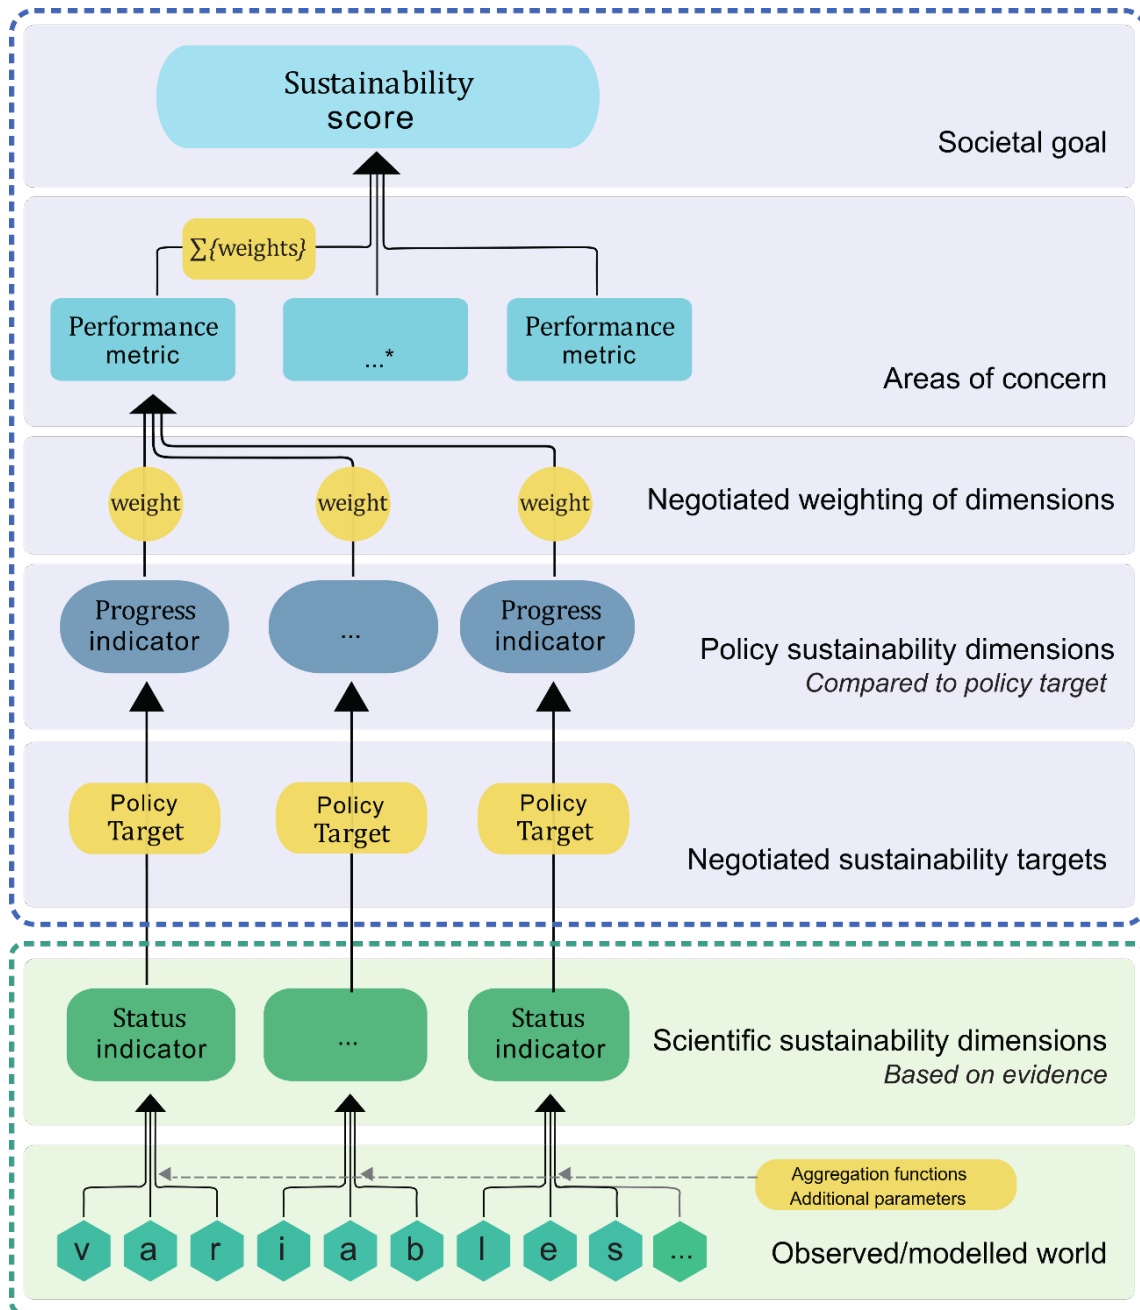 Sustainability
score
Societal goal
∑{weights}
Performance
metric
...*
Performance
metric
Areas of concern
weight
weight
weight
Negotiated weighting of dimensions
Progress
indicator
...
Progress
indicator
Policy sustainability dimensions
Compared to policy target
Policy
Target
Policy
Target
Policy
Target
Negotiated sustainability targets
Status
indicator
...
Status
indicator
Scientific sustainability dimensions
Based on evidence
Aggregation functions
Additional parameters
v a r i a b l e s ...
Observed/modelled world